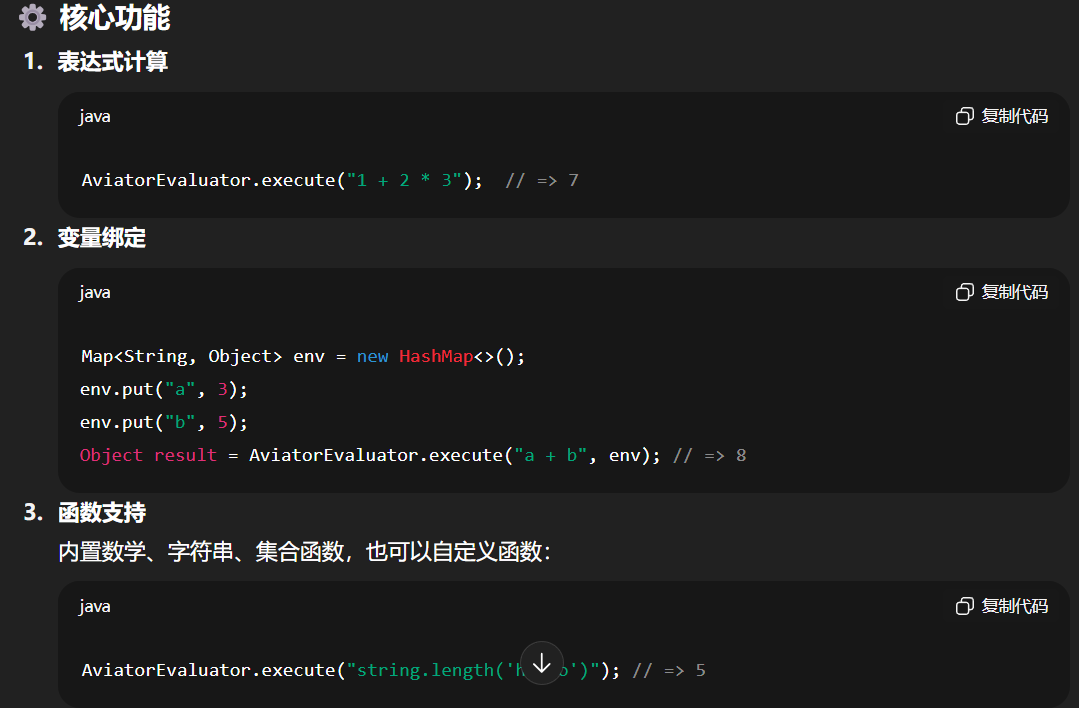 ⚙️ 核心功能
1. 表达式计算
java
复制代码
AviatorEvaluator.execute("1 + 2 * 3");  // => 7
2. 变量绑定
java
复制代码
Map<String, Object> env = new HashMap<>();
env.put("a", 3);
env.put("b", 5);
Object result = AviatorEvaluator.execute("a + b", env); // => 8
3. 函数支持
内置数学、字符串、集合函数，也可以自定义函数：
java
复制代码
AviatorEvaluator.execute("string.length(')"); // => 5